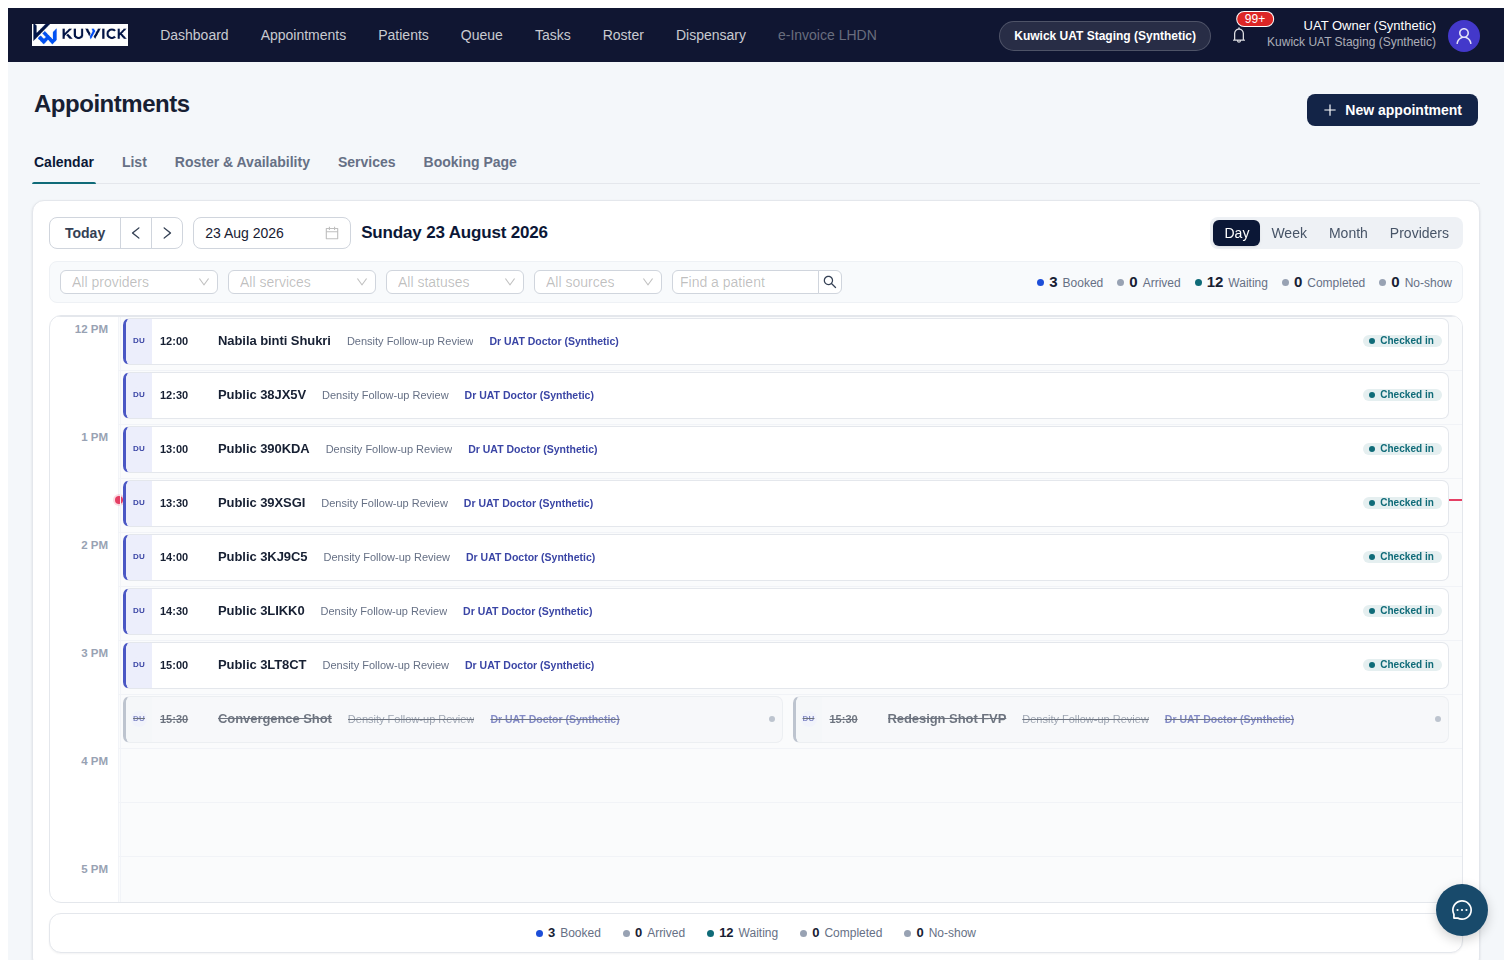 KUWICK Dashboard Appointments Patients Queue Tasks Roster Dispensary e-Invoice LHDN Kuwick UAT Staging (Synthetic) 99+ UAT Owner (Synthetic)
Kuwick UAT Staging (Synthetic)
Appointments
New appointment
Calendar List Roster & Availability Services Booking Page
Today 23 Aug 2026 Sunday 23 August 2026 Day Week Month Providers
All providers All services All statuses All sources Find a patient 3 Booked 0 Arrived 12 Waiting 0 Completed 0 No-show
12 PM
DU 12:00 Nabila binti Shukri Density Follow-up Review Dr UAT Doctor (Synthetic) Checked in
DU 12:30 Public 38JX5V Density Follow-up Review Dr UAT Doctor (Synthetic) Checked in
1 PM
DU 13:00 Public 390KDA Density Follow-up Review Dr UAT Doctor (Synthetic) Checked in
DU 13:30 Public 39XSGI Density Follow-up Review Dr UAT Doctor (Synthetic) Checked in
2 PM
DU 14:00 Public 3KJ9C5 Density Follow-up Review Dr UAT Doctor (Synthetic) Checked in
DU 14:30 Public 3LIKK0 Density Follow-up Review Dr UAT Doctor (Synthetic) Checked in
3 PM
DU 15:00 Public 3LT8CT Density Follow-up Review Dr UAT Doctor (Synthetic) Checked in
DU 15:30 Convergence Shot Density Follow-up Review Dr UAT Doctor (Synthetic) DU 15:30 Redesign Shot FVP Density Follow-up Review Dr UAT Doctor (Synthetic)
4 PM
5 PM
3 Booked 0 Arrived 12 Waiting 0 Completed 0 No-show